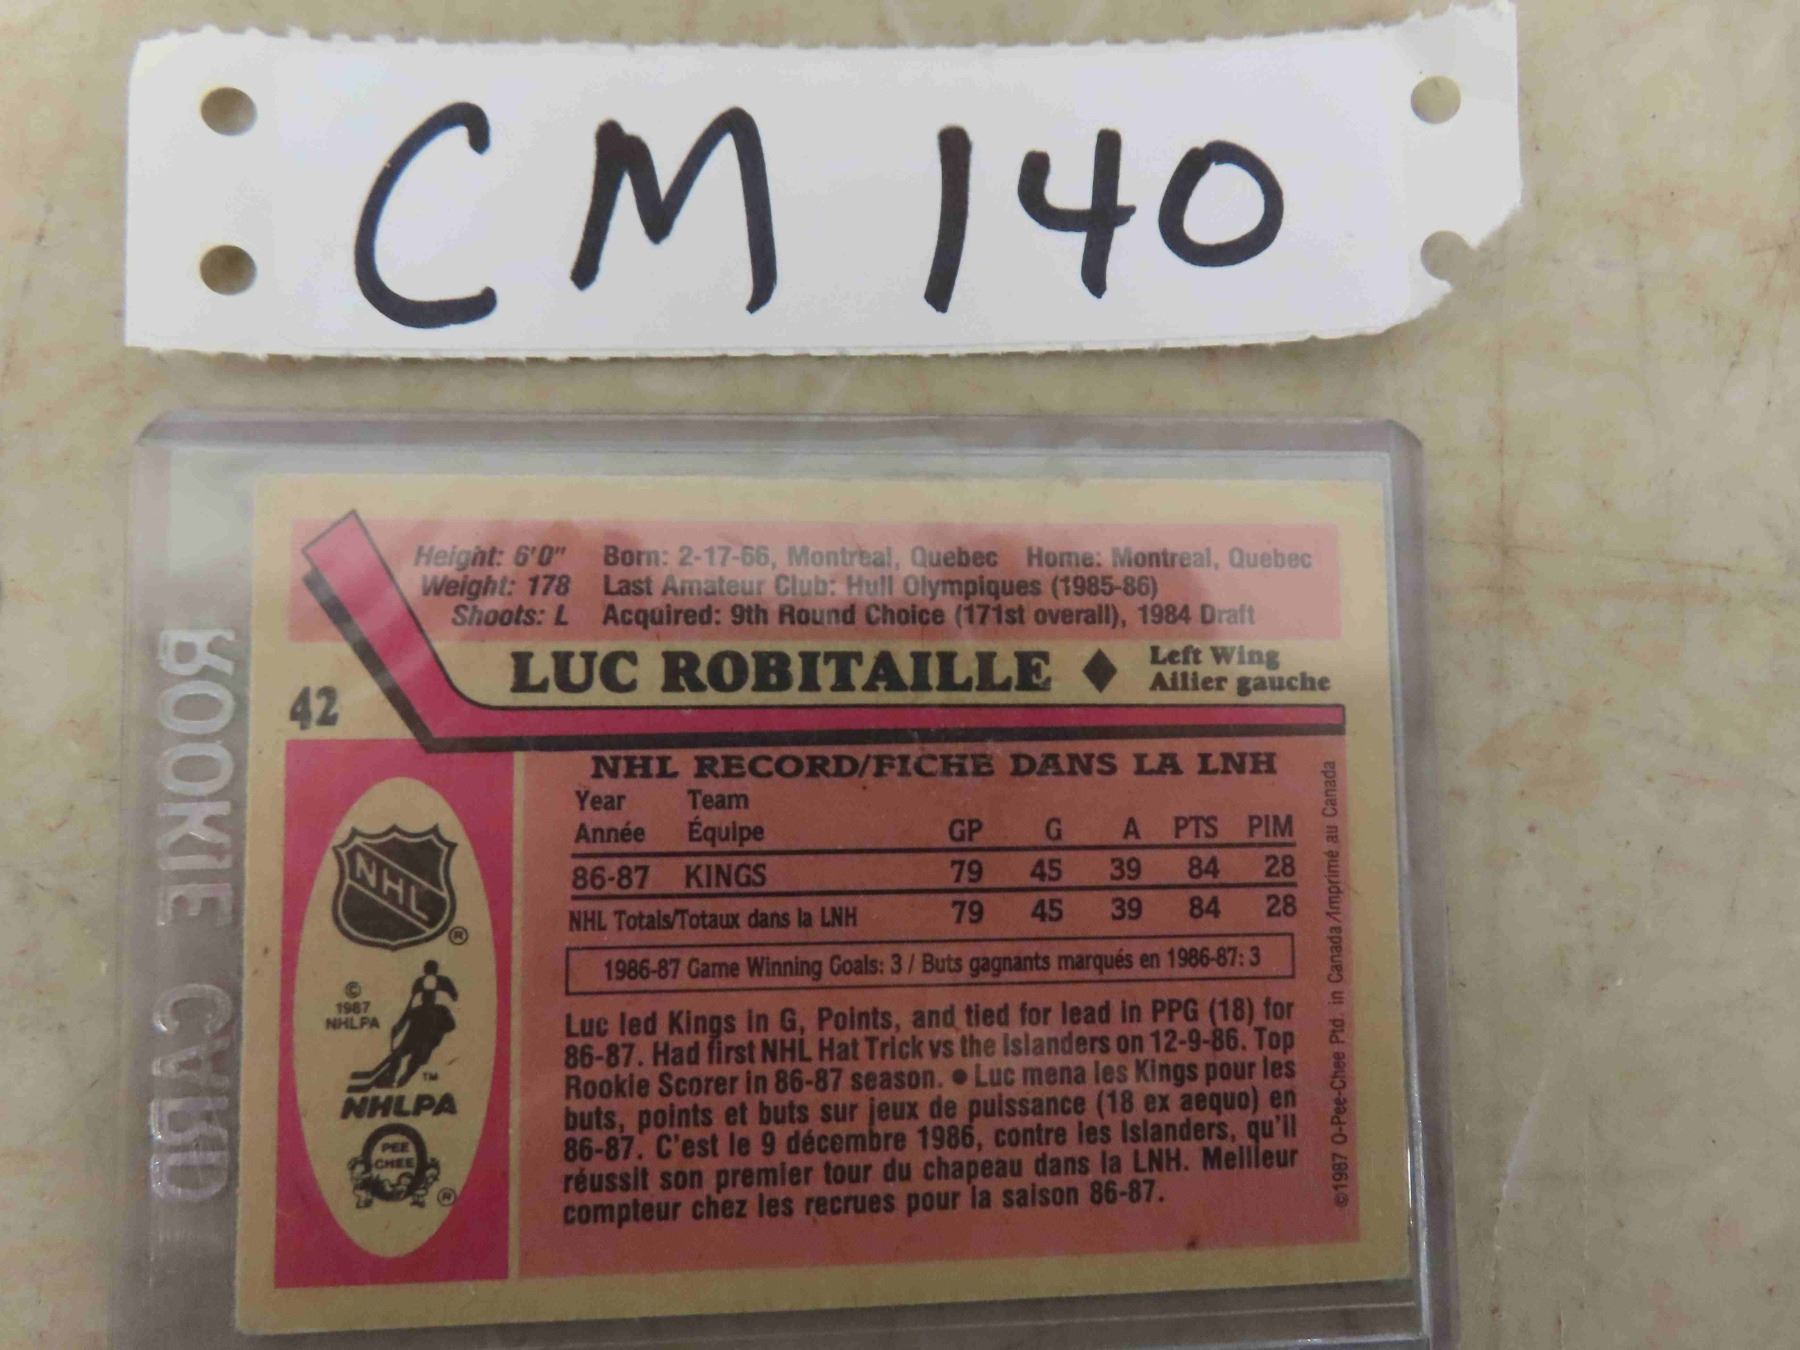 CM 140
Height: 6'0" Born: 2-17-66, Montreal, Quebec Home: Montreal, Quebec
Weight: 178 Last Amateur Club: Hull Olympiques (1985-86)
Shoots: L Acquired: 9th Round Choice (171st overall), 1984 Draft
LUC ROBITAILLE ♦ Left Wing
Ailier gauche
42
NHL RECORD/FICHE DANS LA LNH
Year Team
Année Équipe GP G A PTS PIM
86-87 KINGS 79 45 39 84 28
NHL Totals/Totaux dans la LNH 79 45 39 84 28
1986-87 Game Winning Goals: 3 / Buts gagnants marqués en 1986-87: 3
Luc led Kings in G, Points, and tied for lead in PPG (18) for
86-87. Had first NHL Hat Trick vs the Islanders on 12-9-86. Top
Rookie Scorer in 86-87 season. ● Luc mena les Kings pour les
buts, points et buts sur jeux de puissance (18 ex aequo) en
86-87. C'est le 9 décembre 1986, contre les Islanders, qu'il
réussit son premier tour du chapeau dans la LNH. Meilleur
compteur chez les recrues pour la saison 86-87.
NHL ®
© 1987
NHLPA
TM
NHLPA
O PEE
CHEE ®
©1987 O-Pee-Chee Ptd. in Canada/Imprimé au Canada
ROOKIE CARD